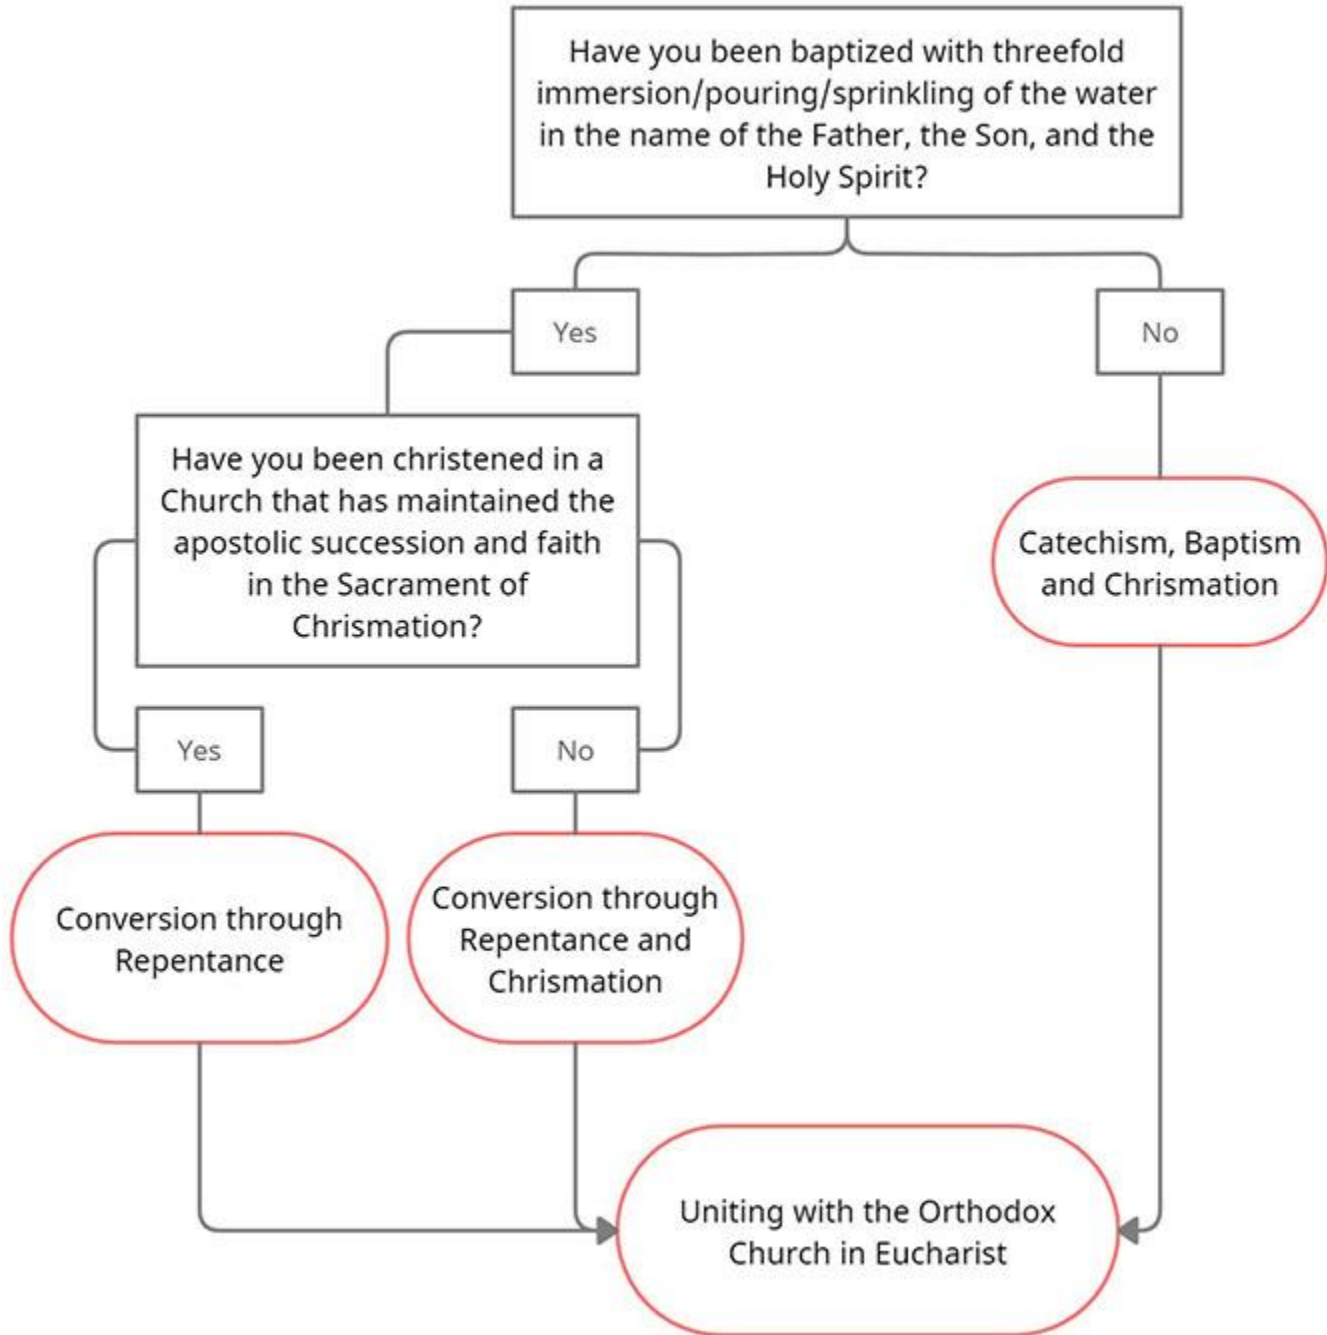 Have you been baptized with threefold
immersion/pouring/sprinkling of the water
in the name of the Father, the Son, and the
Holy Spirit?
Yes
No
Have you been christened in a
Church that has maintained the
apostolic succession and faith
in the Sacrament of
Chrismation?
Catechism, Baptism
and Chrismation
Yes
No
Conversion through
Repentance
Conversion through
Repentance and
Chrismation
Uniting with the Orthodox
Church in Eucharist